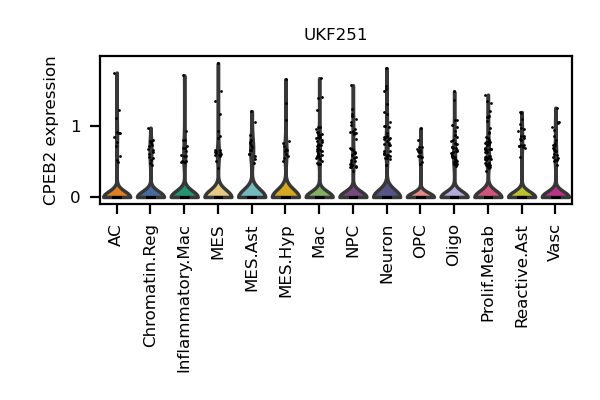 UKF251
CPEB2 expression
1
0
AC
Chromatin.Reg
Inflammatory.Mac
MES
MES.Ast
MES.Hyp
Mac
NPC
Neuron
OPC
Oligo
Prolif.Metab
Reactive.Ast
Vasc